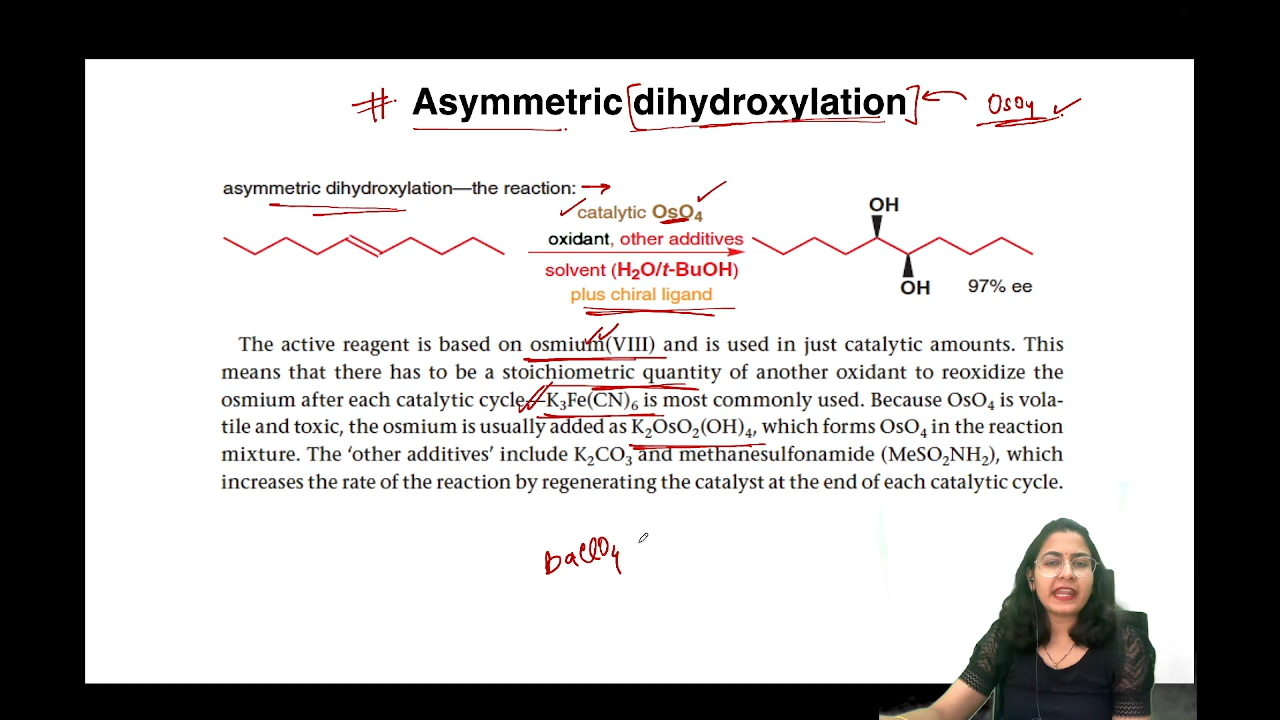 # Asymmetric [dihydroxylation] ← OsO4 ✓
asymmetric dihydroxylation—the reaction: →
catalytic OsO₄
oxidant, other additives
solvent (H₂O/t-BuOH)
plus chiral ligand
OH
OH
97% ee
The active reagent is based on osmium(VIII) and is used in just catalytic amounts. This
means that there has to be a stoichiometric quantity of another oxidant to reoxidize the
osmium after each catalytic cycle—K₃Fe(CN)₆ is most commonly used. Because OsO₄ is vola-
tile and toxic, the osmium is usually added as K₂OsO₂(OH)₄, which forms OsO₄ in the reaction
mixture. The ‘other additives’ include K₂CO₃ and methanesulfonamide (MeSO₂NH₂), which
increases the rate of the reaction by regenerating the catalyst at the end of each catalytic cycle.